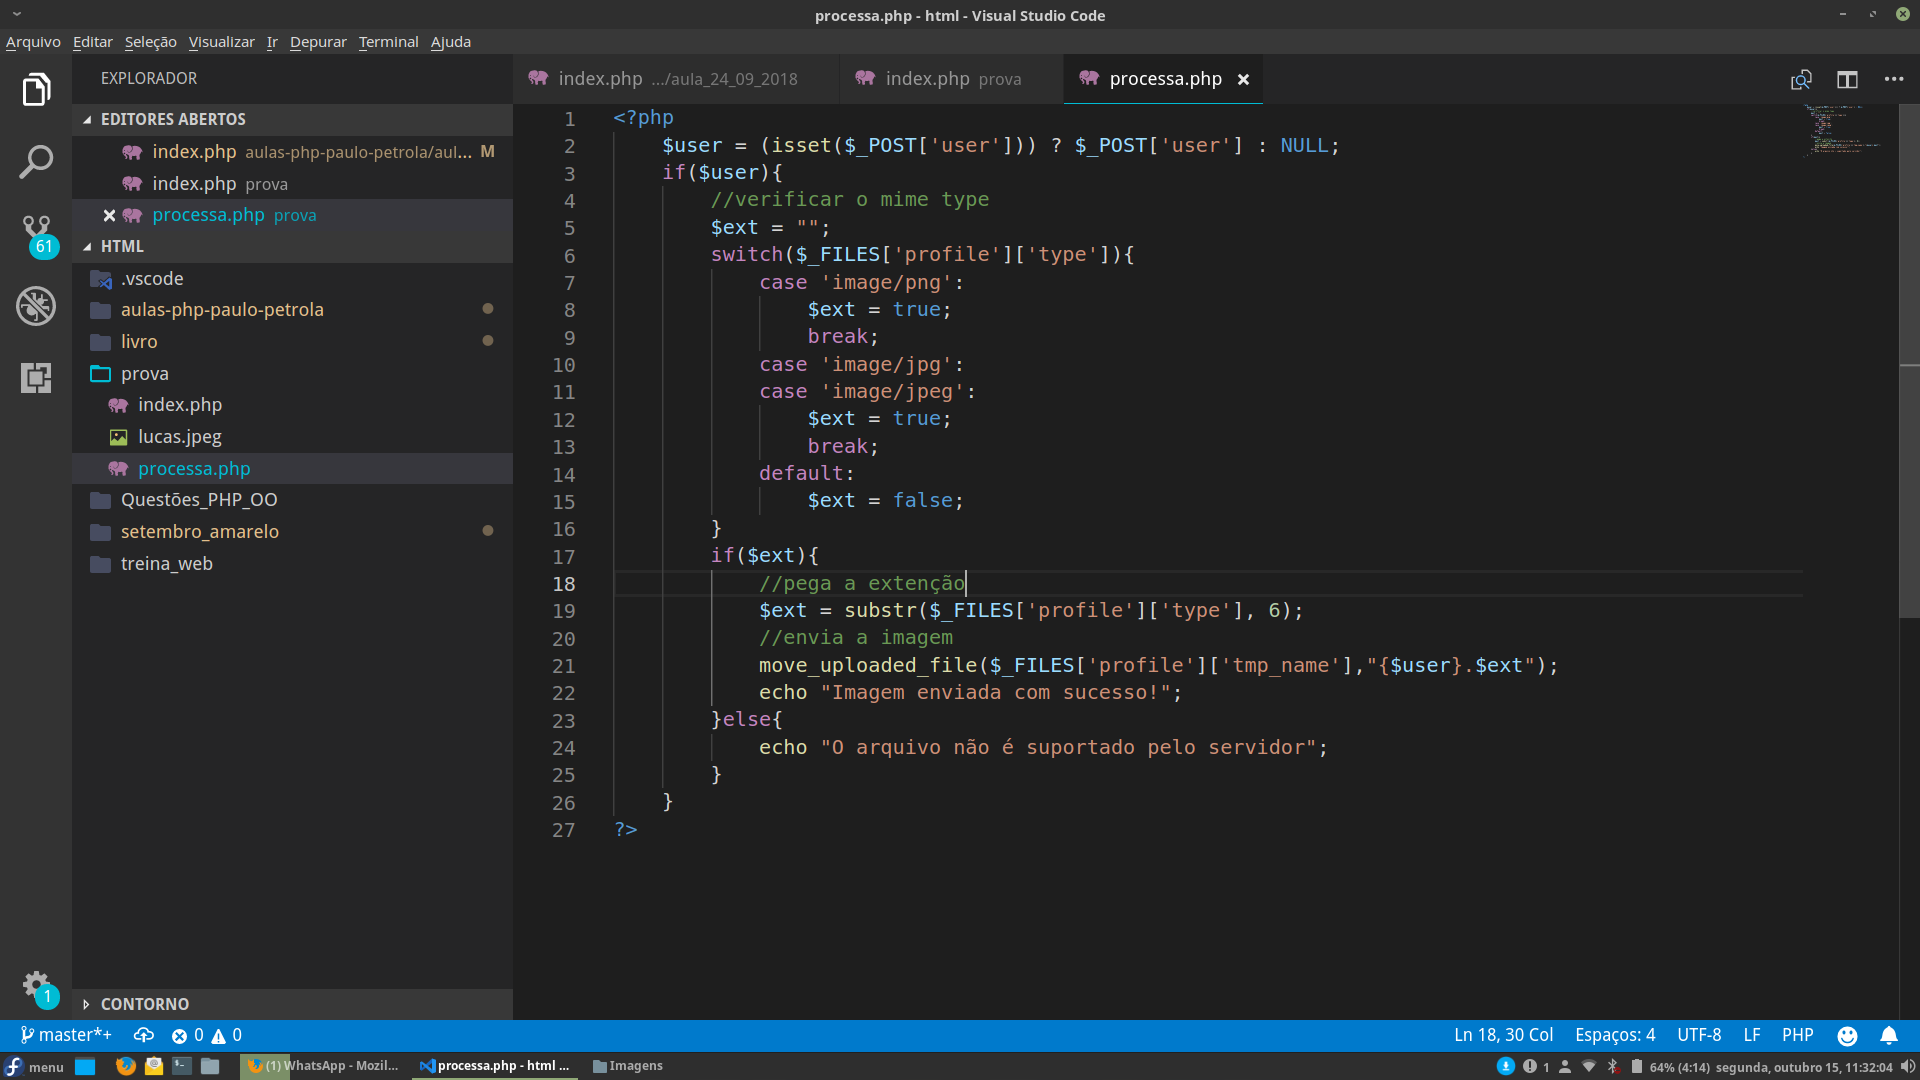 processa.php - html - Visual Studio Code
Arquivo Editar Seleção Visualizar Ir Depurar Terminal Ajuda
EXPLORADOR
EDITORES ABERTOS
index.php aulas-php-paulo-petrola/aul... M
index.php prova
processa.php prova
HTML
.vscode
aulas-php-paulo-petrola
livro
prova
index.php
lucas.jpeg
processa.php
Questões_PHP_OO
setembro_amarelo
treina_web
CONTORNO
61
1
index.php .../aula_24_09_2018
index.php prova
processa.php
1 <?php
2 $user = (isset($_POST['user'])) ? $_POST['user'] : NULL;
3 if($user){
4 //verificar o mime type
5 $ext = "";
6 switch($_FILES['profile']['type']){
7 case 'image/png':
8 $ext = true;
9 break;
10 case 'image/jpg':
11 case 'image/jpeg':
12 $ext = true;
13 break;
14 default:
15 $ext = false;
16 }
17 if($ext){
18 //pega a extenção
19 $ext = substr($_FILES['profile']['type'], 6);
20 //envia a imagem
21 move_uploaded_file($_FILES['profile']['tmp_name'],"{$user}.$ext");
22 echo "Imagem enviada com sucesso!";
23 }else{
24 echo "O arquivo não é suportado pelo servidor";
25 }
26 }
27 ?>
master*+ 0 0 Ln 18, 30 Col Espaços: 4 UTF-8 LF PHP
menu (1) WhatsApp - Mozil... processa.php - html ... Imagens 1 64% (4:14) segunda, outubro 15, 11:32:04